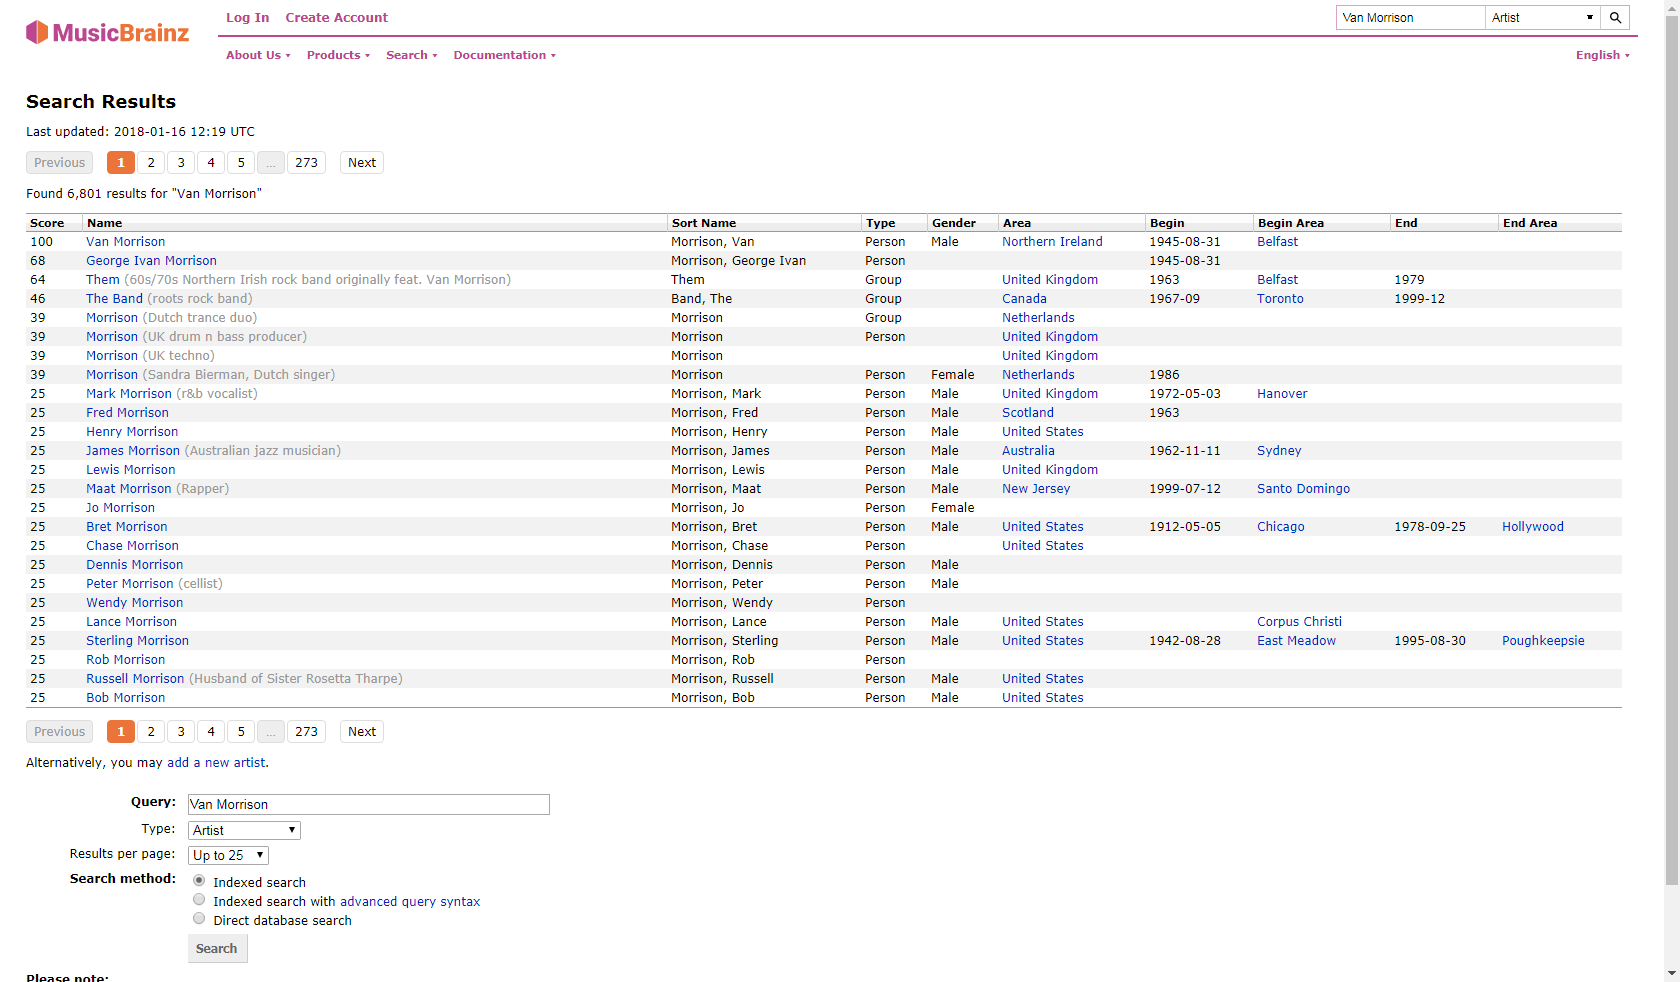 MusicBrainz
Log In Create Account
Van Morrison Artist
About Us Products Search Documentation English
Search Results
Last updated: 2018-01-16 12:19 UTC
Previous 1 2 3 4 5 ... 273 Next
Found 6,801 results for "Van Morrison"
Score Name Sort Name Type Gender Area Begin Begin Area End End Area
100 Van Morrison Morrison, Van Person Male Northern Ireland 1945-08-31 Belfast
68 George Ivan Morrison Morrison, George Ivan Person 1945-08-31
64 Them (60s/70s Northern Irish rock band originally feat. Van Morrison) Them Group United Kingdom 1963 Belfast 1979
46 The Band (roots rock band) Band, The Group Canada 1967-09 Toronto 1999-12
39 Morrison (Dutch trance duo) Morrison Group Netherlands
39 Morrison (UK drum n bass producer) Morrison Person United Kingdom
39 Morrison (UK techno) Morrison United Kingdom
39 Morrison (Sandra Bierman, Dutch singer) Morrison Person Female Netherlands 1986
25 Mark Morrison (r&b vocalist) Morrison, Mark Person Male United Kingdom 1972-05-03 Hanover
25 Fred Morrison Morrison, Fred Person Male Scotland 1963
25 Henry Morrison Morrison, Henry Person Male United States
25 James Morrison (Australian jazz musician) Morrison, James Person Male Australia 1962-11-11 Sydney
25 Lewis Morrison Morrison, Lewis Person Male United Kingdom
25 Maat Morrison (Rapper) Morrison, Maat Person Male New Jersey 1999-07-12 Santo Domingo
25 Jo Morrison Morrison, Jo Person Female
25 Bret Morrison Morrison, Bret Person Male United States 1912-05-05 Chicago 1978-09-25 Hollywood
25 Chase Morrison Morrison, Chase Person United States
25 Dennis Morrison Morrison, Dennis Person Male
25 Peter Morrison (cellist) Morrison, Peter Person Male
25 Wendy Morrison Morrison, Wendy Person
25 Lance Morrison Morrison, Lance Person Male United States Corpus Christi
25 Sterling Morrison Morrison, Sterling Person Male United States 1942-08-28 East Meadow 1995-08-30 Poughkeepsie
25 Rob Morrison Morrison, Rob Person
25 Russell Morrison (Husband of Sister Rosetta Tharpe) Morrison, Russell Person Male United States
25 Bob Morrison Morrison, Bob Person Male United States
Previous 1 2 3 4 5 ... 273 Next
Alternatively, you may add a new artist.
Query: Van Morrison
Type: Artist
Results per page: Up to 25
Search method: Indexed search
Indexed search with advanced query syntax
Direct database search
Search
Please note: